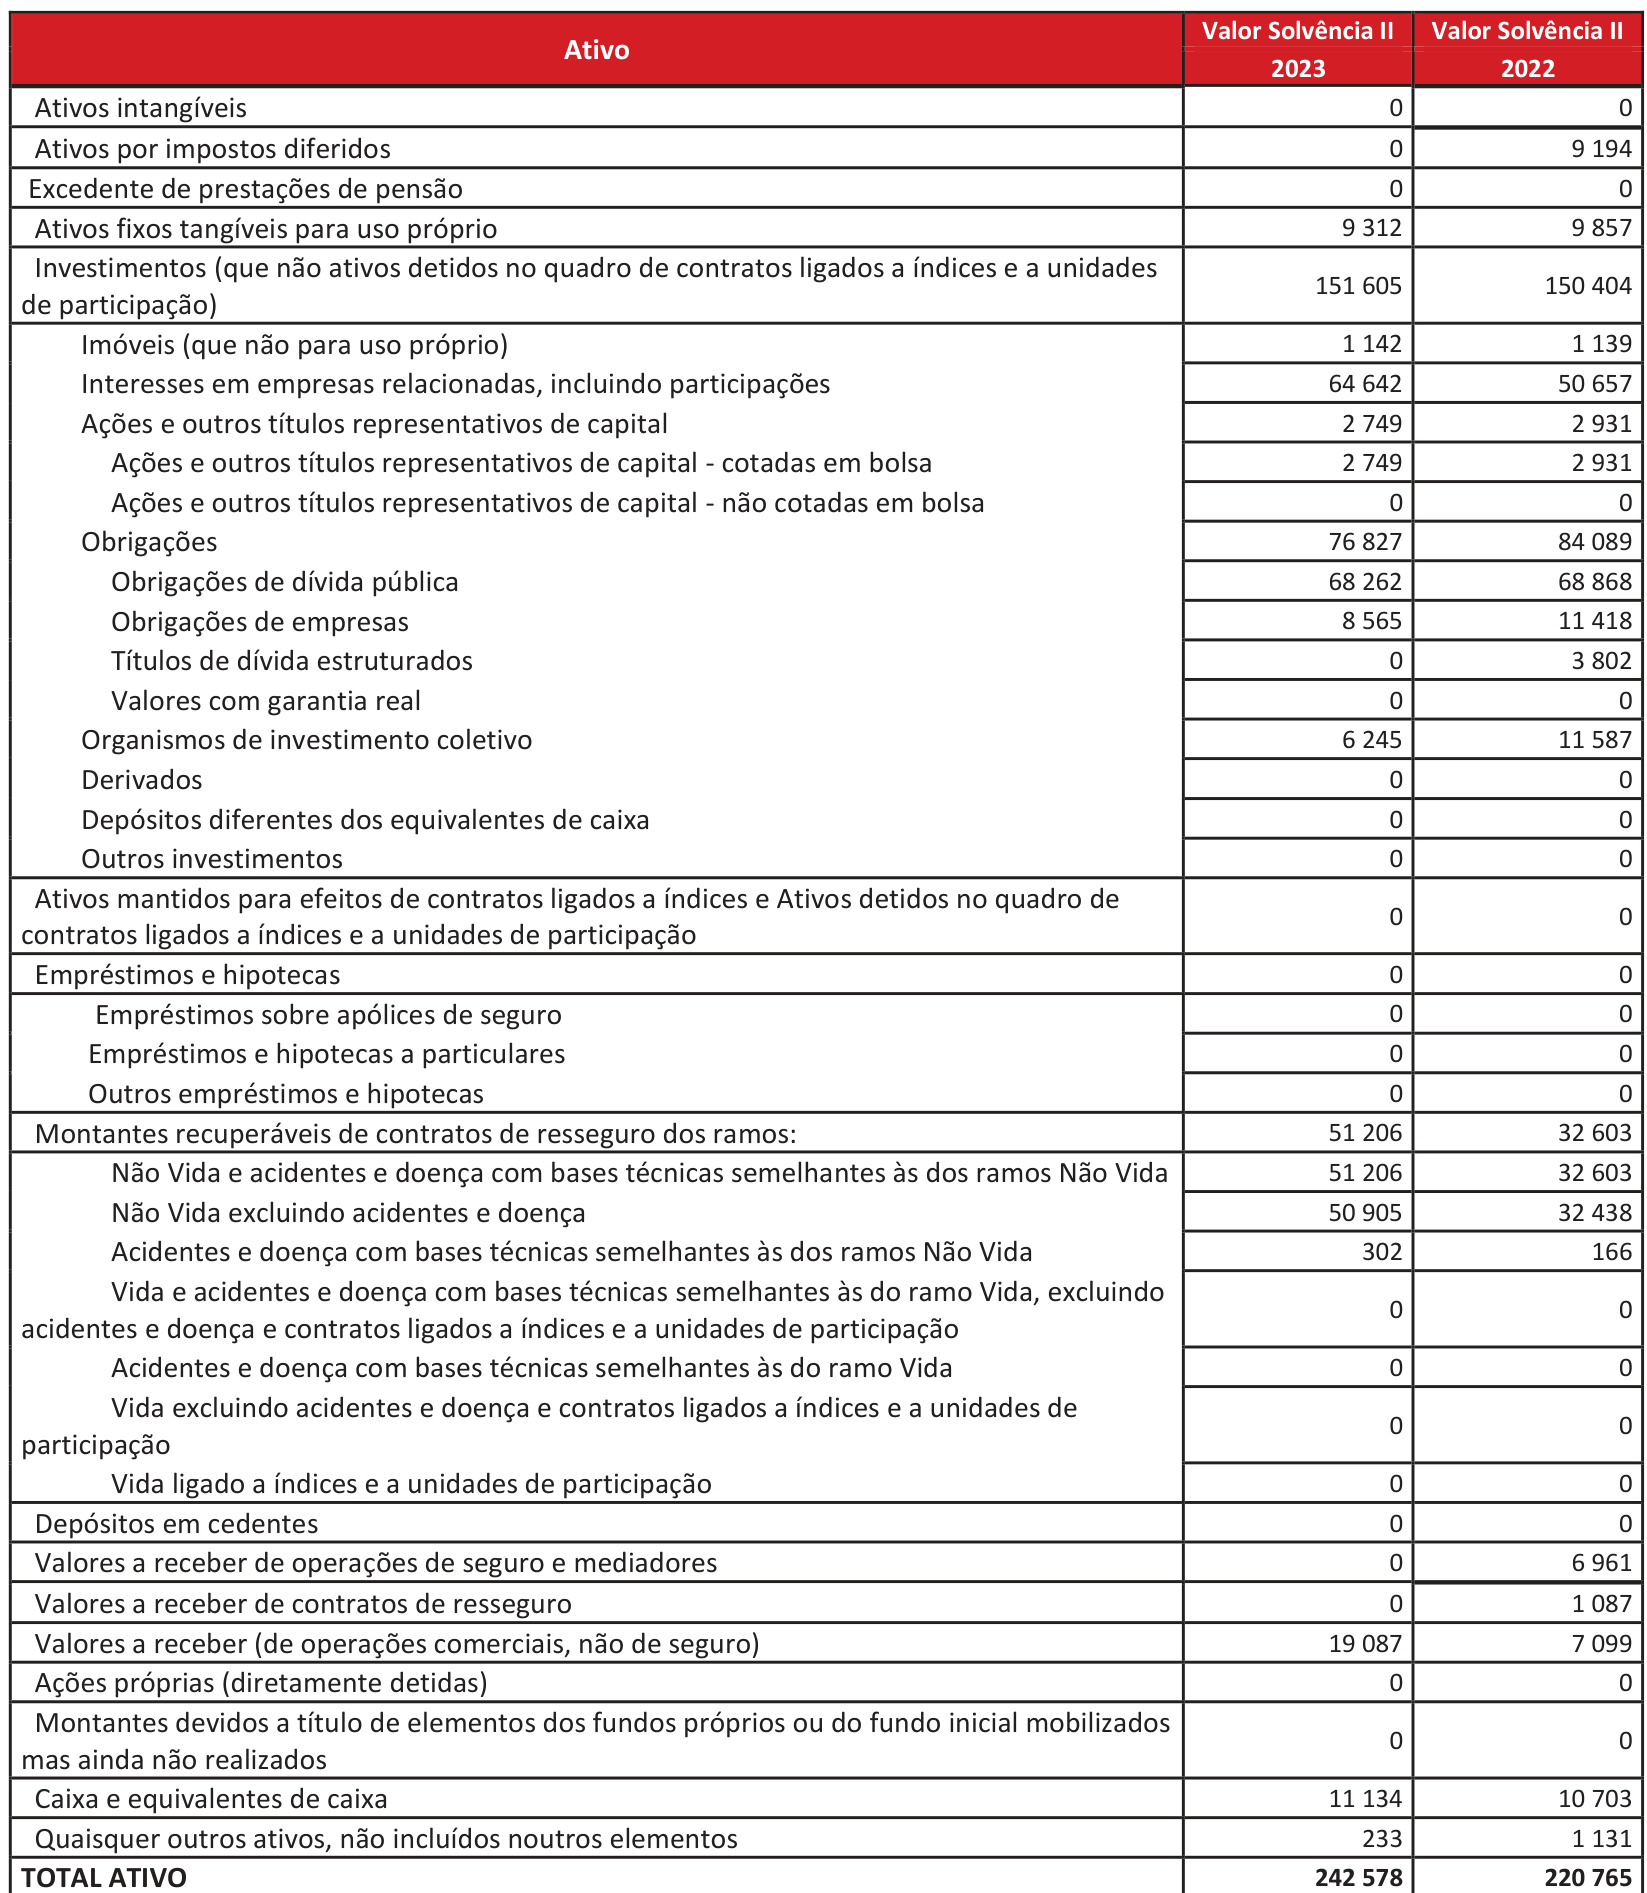 Ativo Valor Solvência II Valor Solvência II
2023 2022
Ativos intangíveis 0 0
Ativos por impostos diferidos 0 9 194
Excedente de prestações de pensão 0 0
Ativos fixos tangíveis para uso próprio 9 312 9 857
Investimentos (que não ativos detidos no quadro de contratos ligados a índices e a unidades
de participação) 151 605 150 404
Imóveis (que não para uso próprio) 1 142 1 139
Interesses em empresas relacionadas, incluindo participações 64 642 50 657
Ações e outros títulos representativos de capital 2 749 2 931
Ações e outros títulos representativos de capital - cotadas em bolsa 2 749 2 931
Ações e outros títulos representativos de capital - não cotadas em bolsa 0 0
Obrigações 76 827 84 089
Obrigações de dívida pública 68 262 68 868
Obrigações de empresas 8 565 11 418
Títulos de dívida estruturados 0 3 802
Valores com garantia real 0 0
Organismos de investimento coletivo 6 245 11 587
Derivados 0 0
Depósitos diferentes dos equivalentes de caixa 0 0
Outros investimentos 0 0
Ativos mantidos para efeitos de contratos ligados a índices e Ativos detidos no quadro de
contratos ligados a índices e a unidades de participação 0 0
Empréstimos e hipotecas 0 0
Empréstimos sobre apólices de seguro 0 0
Empréstimos e hipotecas a particulares 0 0
Outros empréstimos e hipotecas 0 0
Montantes recuperáveis de contratos de resseguro dos ramos: 51 206 32 603
Não Vida e acidentes e doença com bases técnicas semelhantes às dos ramos Não Vida 51 206 32 603
Não Vida excluindo acidentes e doença 50 905 32 438
Acidentes e doença com bases técnicas semelhantes às dos ramos Não Vida 302 166
Vida e acidentes e doença com bases técnicas semelhantes às do ramo Vida, excluindo
acidentes e doença e contratos ligados a índices e a unidades de participação 0 0
Acidentes e doença com bases técnicas semelhantes às do ramo Vida 0 0
Vida excluindo acidentes e doença e contratos ligados a índices e a unidades de
participação 0 0
Vida ligado a índices e a unidades de participação 0 0
Depósitos em cedentes 0 0
Valores a receber de operações de seguro e mediadores 0 6 961
Valores a receber de contratos de resseguro 0 1 087
Valores a receber (de operações comerciais, não de seguro) 19 087 7 099
Ações próprias (diretamente detidas) 0 0
Montantes devidos a título de elementos dos fundos próprios ou do fundo inicial mobilizados
mas ainda não realizados 0 0
Caixa e equivalentes de caixa 11 134 10 703
Quaisquer outros ativos, não incluídos noutros elementos 233 1 131
TOTAL ATIVO 242 578 220 765